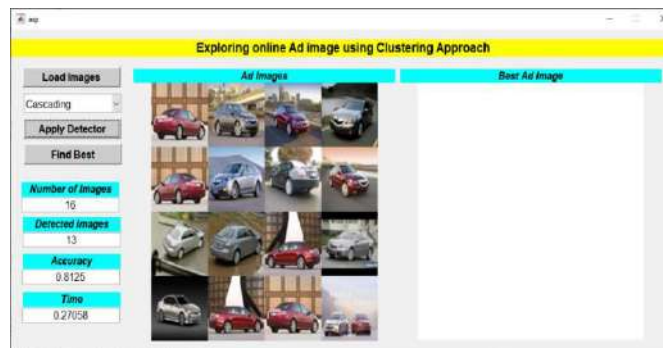 Exploring online Ad image using Clustering Approach
Load Images
Ad Images
Best Ad Image
Cascading
Apply Detector
Find Best
Number of Images
16
Detected Images
13
Accuracy
0.8125
Time
0.27058